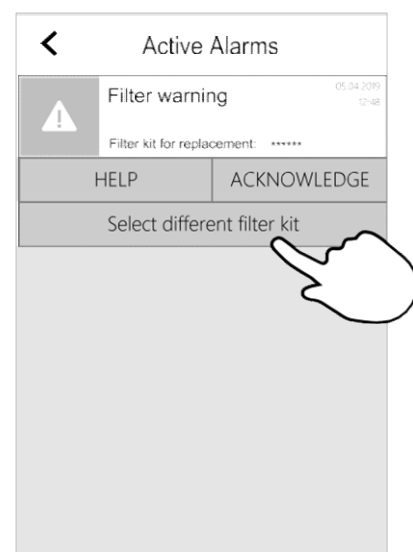 Active Alarms
Filter warning
05.04.2019
12:48
Filter kit for replacement: ******
HELP
ACKNOWLEDGE
Select different filter kit